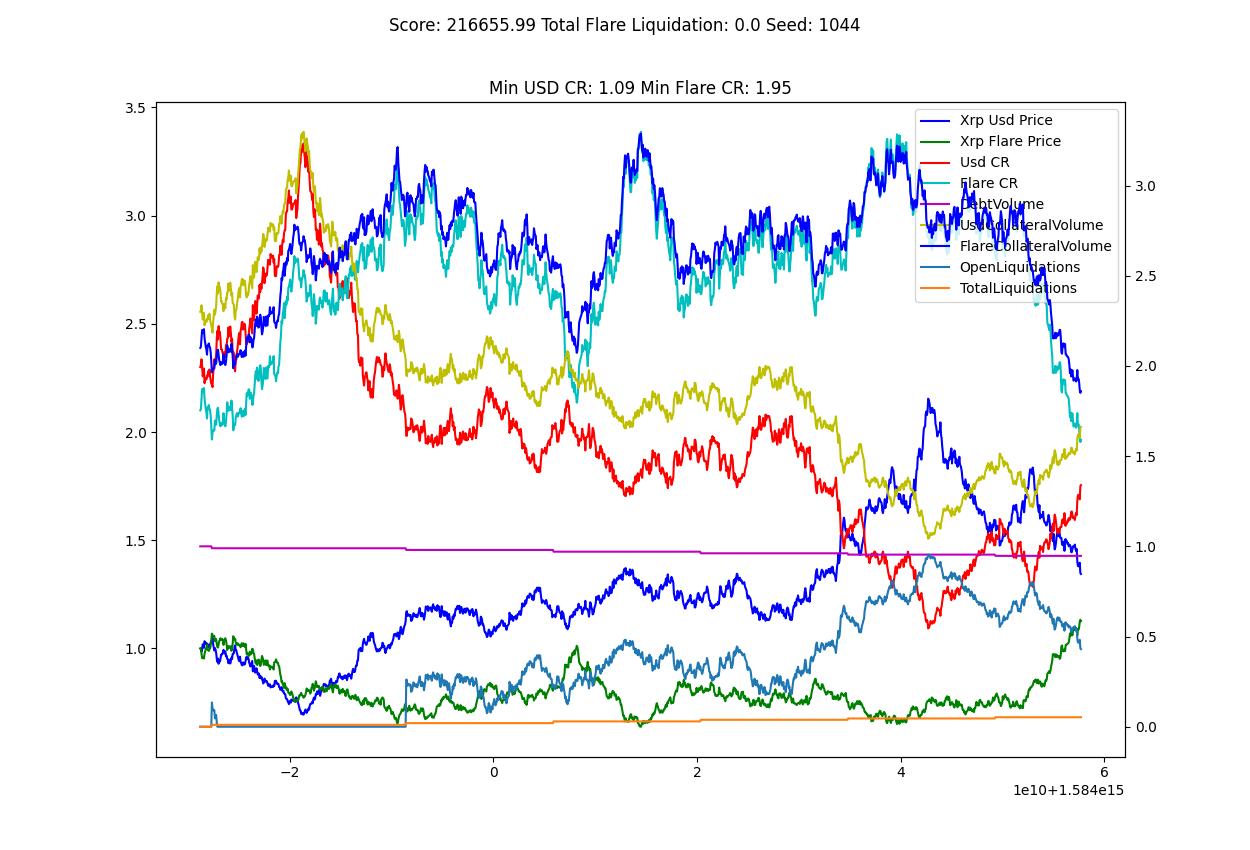 Score: 216655.99 Total Flare Liquidation: 0.0 Seed: 1044
Min USD CR: 1.09 Min Flare CR: 1.95
3.5
3.0
2.5
2.0
1.5
1.0
Xrp Usd Price
Xrp Flare Price
Usd CR
Flare CR
DebtVolume
UsdCollateralVolume
FlareCollateralVolume
OpenLiquidations
TotalLiquidations
3.0
2.5
2.0
1.5
1.0
0.5
0.0
−2 0 2 4 6
1e10+1.584e15